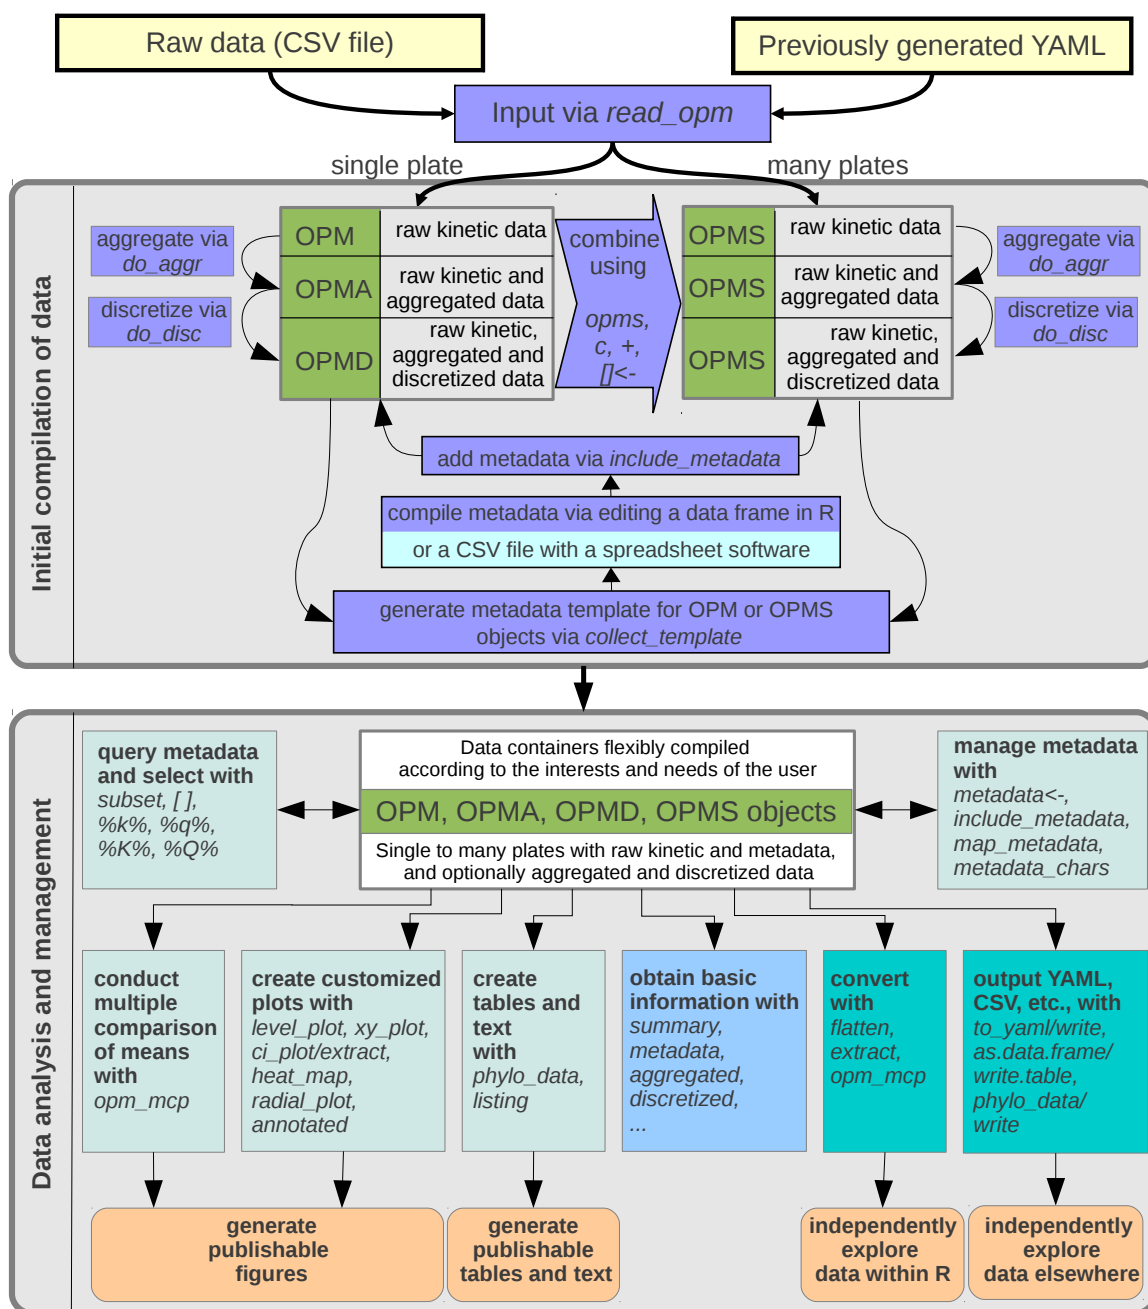 Raw data (CSV file)
Previously generated YAML
Input via read_opm
single plate
many plates
Initial compilation of data
aggregate via
do_aggr
discretize via
do_disc
OPM
raw kinetic data
OPMA
raw kinetic and
aggregated data
OPMD
raw kinetic,
aggregated and
discretized data
combine
using
opms,
c, +,
[]<-
OPMS
raw kinetic data
OPMS
raw kinetic and
aggregated data
OPMS
raw kinetic,
aggregated and
discretized data
aggregate via
do_aggr
discretize via
do_disc
add metadata via include_metadata
compile metadata via editing a data frame in R
or a CSV file with a spreadsheet software
generate metadata template for OPM or OPMS
objects via collect_template
Data analysis and management
query metadata
and select with
subset, [ ],
%k%, %q%,
%K%, %Q%
Data containers flexibly compiled
according to the interests and needs of the user
OPM, OPMA, OPMD, OPMS objects
Single to many plates with raw kinetic and metadata,
and optionally aggregated and discretized data
manage metadata
with
metadata<-,
include_metadata,
map_metadata,
metadata_chars
conduct
multiple
comparison
of means
with
opm_mcp
create customized
plots with
level_plot, xy_plot,
ci_plot/extract,
heat_map,
radial_plot,
annotated
create
tables and
text
with
phylo_data,
listing
obtain basic
information with
summary,
metadata,
aggregated,
discretized,
...
convert
with
flatten,
extract,
opm_mcp
output YAML,
CSV, etc., with
to_yaml/write,
as.data.frame/
write.table,
phylo_data/
write
generate
publishable
figures
generate
publishable
tables and text
independently
explore
data within R
independently
explore
data elsewhere